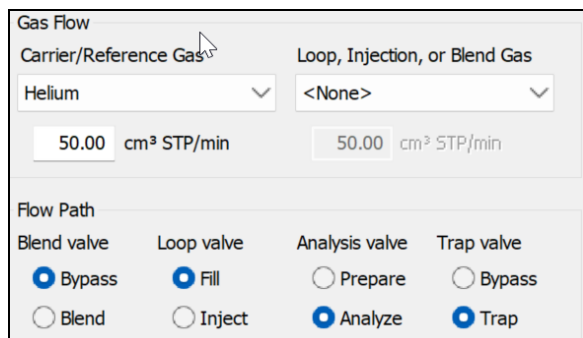 Gas Flow
Carrier/Reference Gas Loop, Injection, or Blend Gas
Helium <None>
50.00 cm³ STP/min 50.00 cm³ STP/min
Flow Path
Blend valve Loop valve Analysis valve Trap valve
Bypass Fill Prepare Bypass
Blend Inject Analyze Trap